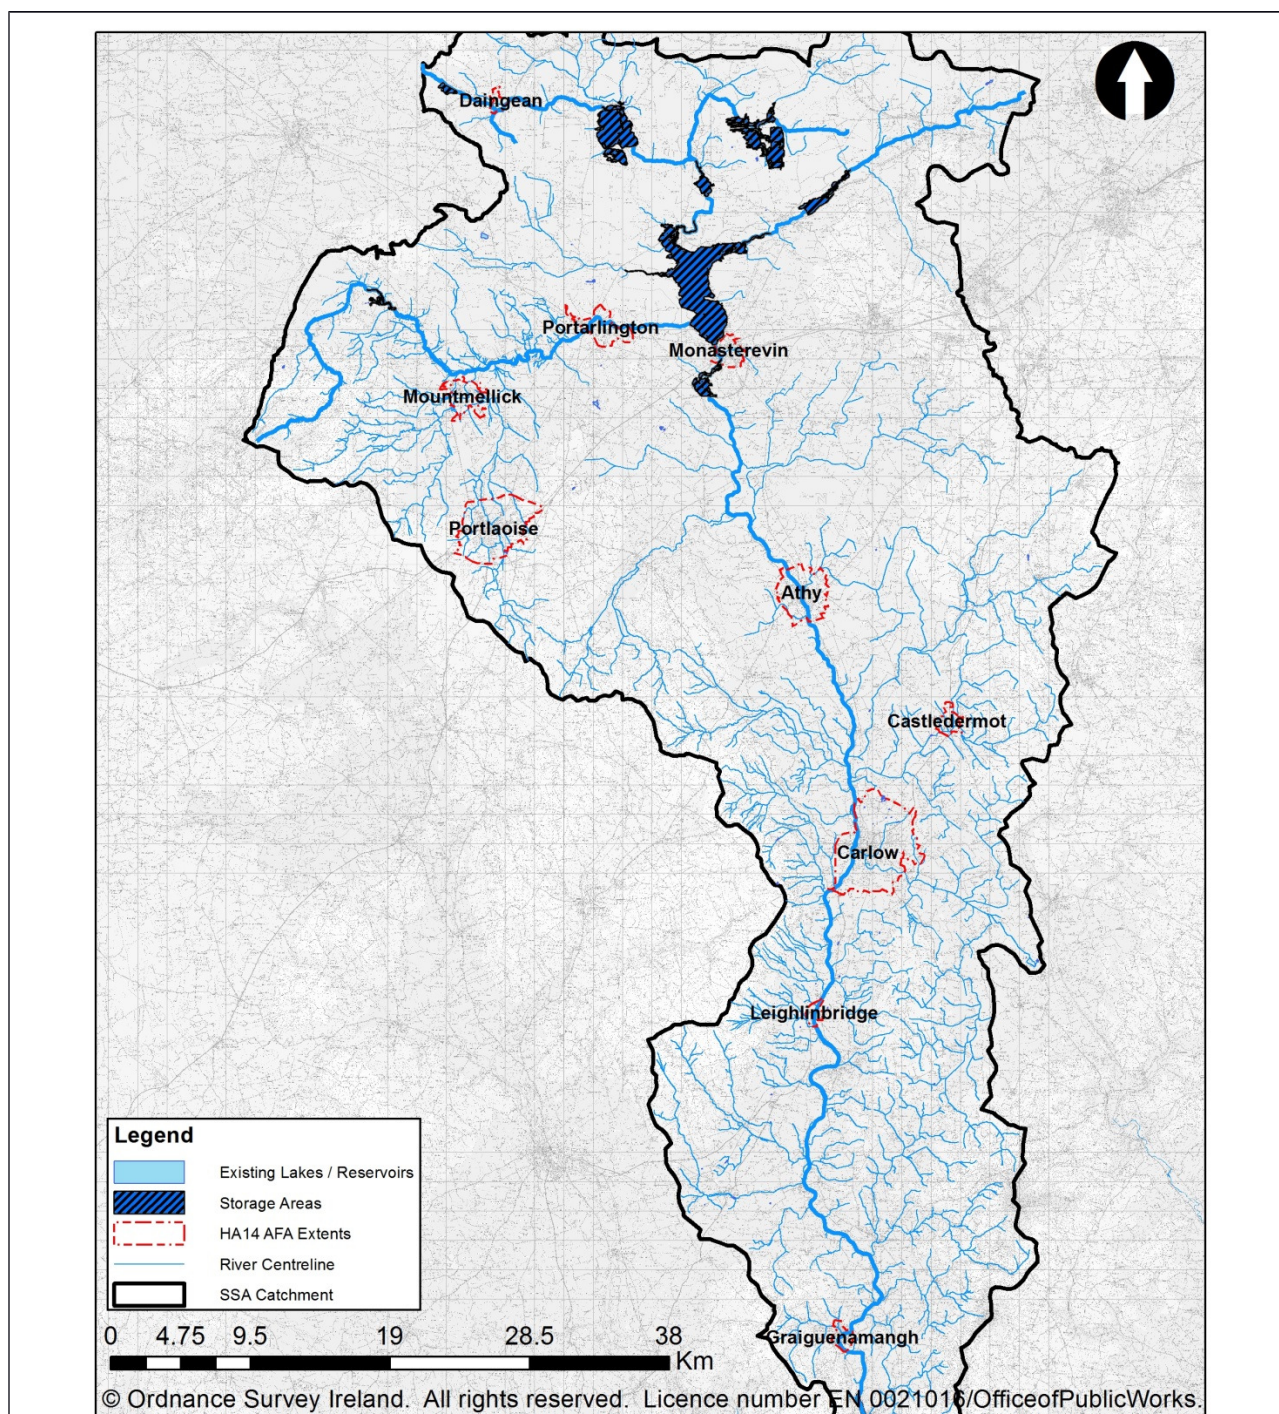 Daingean
Portarlington
Monasterevin
Mountmellick
Portlaoise
Athy
Castledermot
Carlow
Leighlinbridge
Legend
Existing Lakes / Reservoirs
Storage Areas
HA14 AFA Extents
River Centreline
SSA Catchment
Graiguenamangh
0 4.75 9.5 19 28.5 38
Km
© Ordnance Survey Ireland. All rights reserved. Licence number EN 0021016/OfficeofPublicWorks.